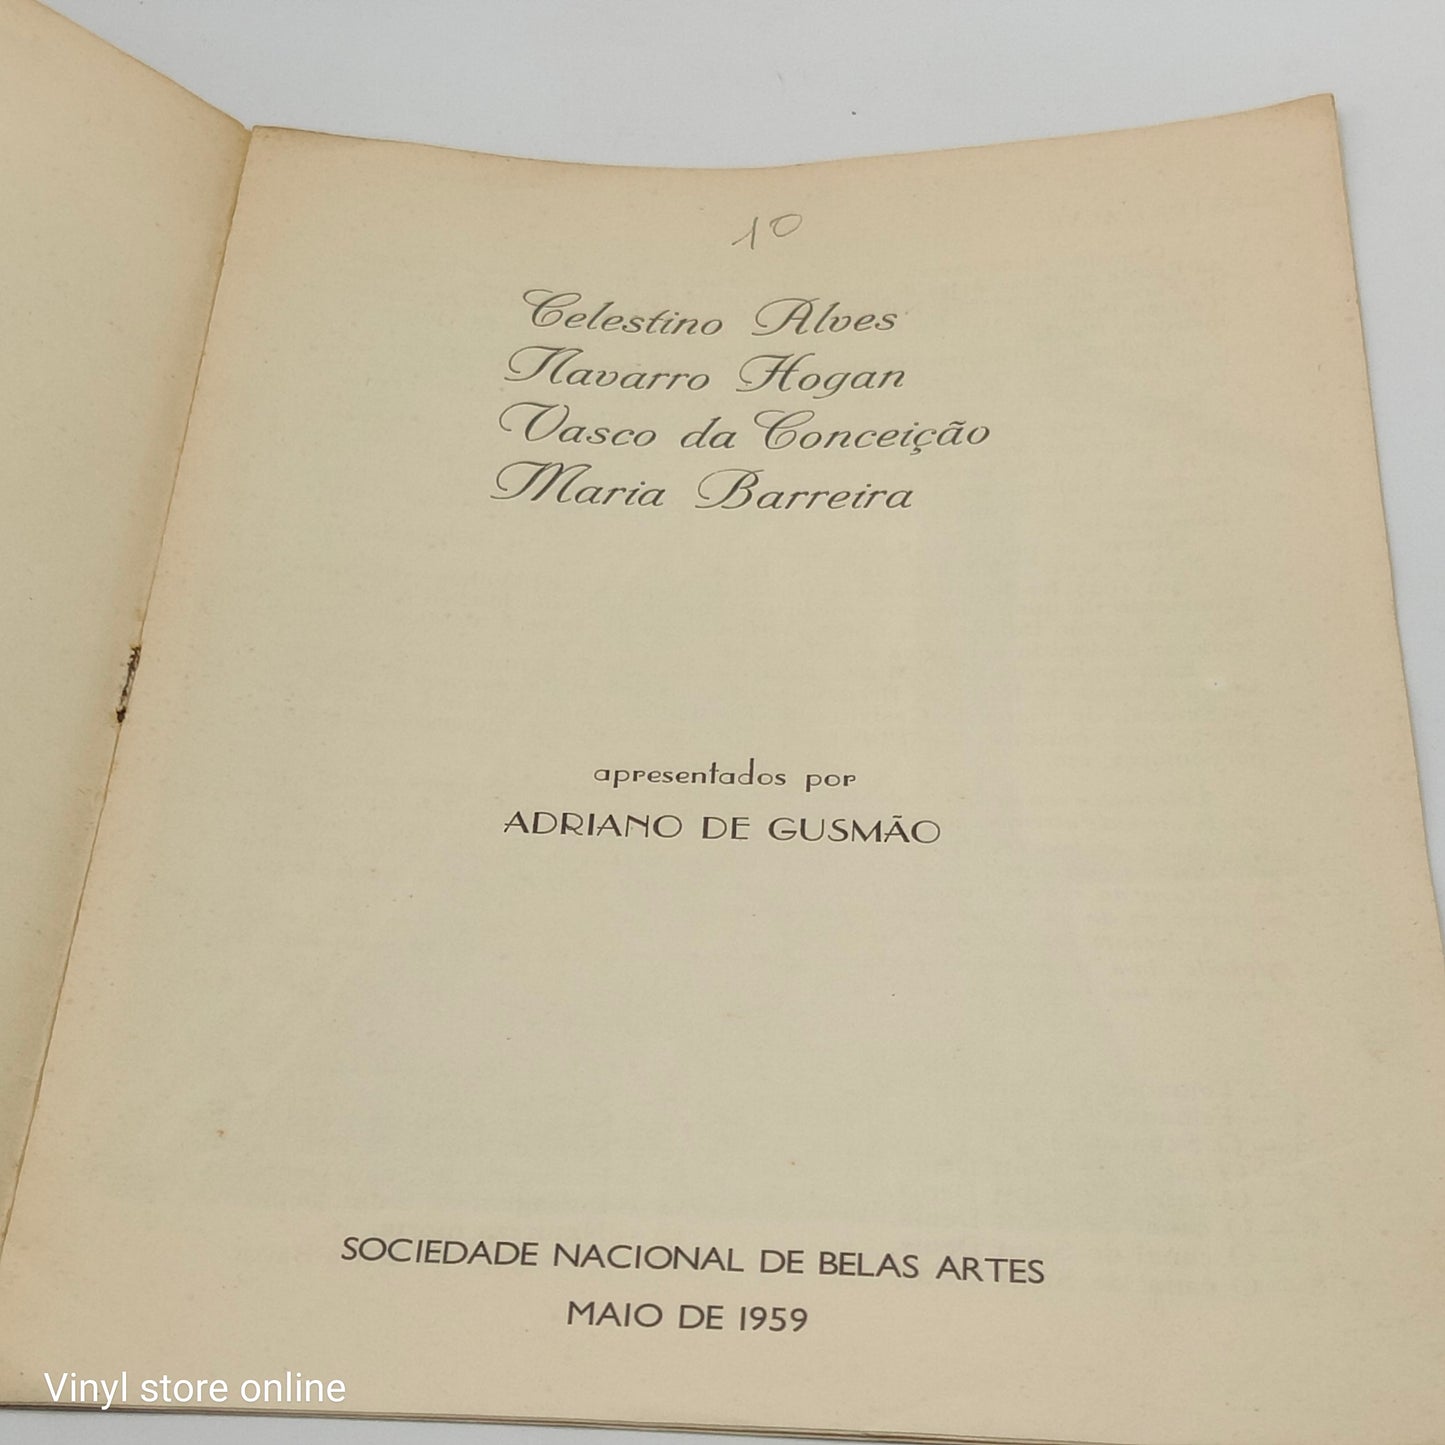 10
Celestino Alves
Navarro Hogan
Vasco da Conceição
Maria Barreira
apresentados por
ADRIANO DE GUSMÃO
SOCIEDADE NACIONAL DE BELAS ARTES
MAIO DE 1959
Vinyl store online